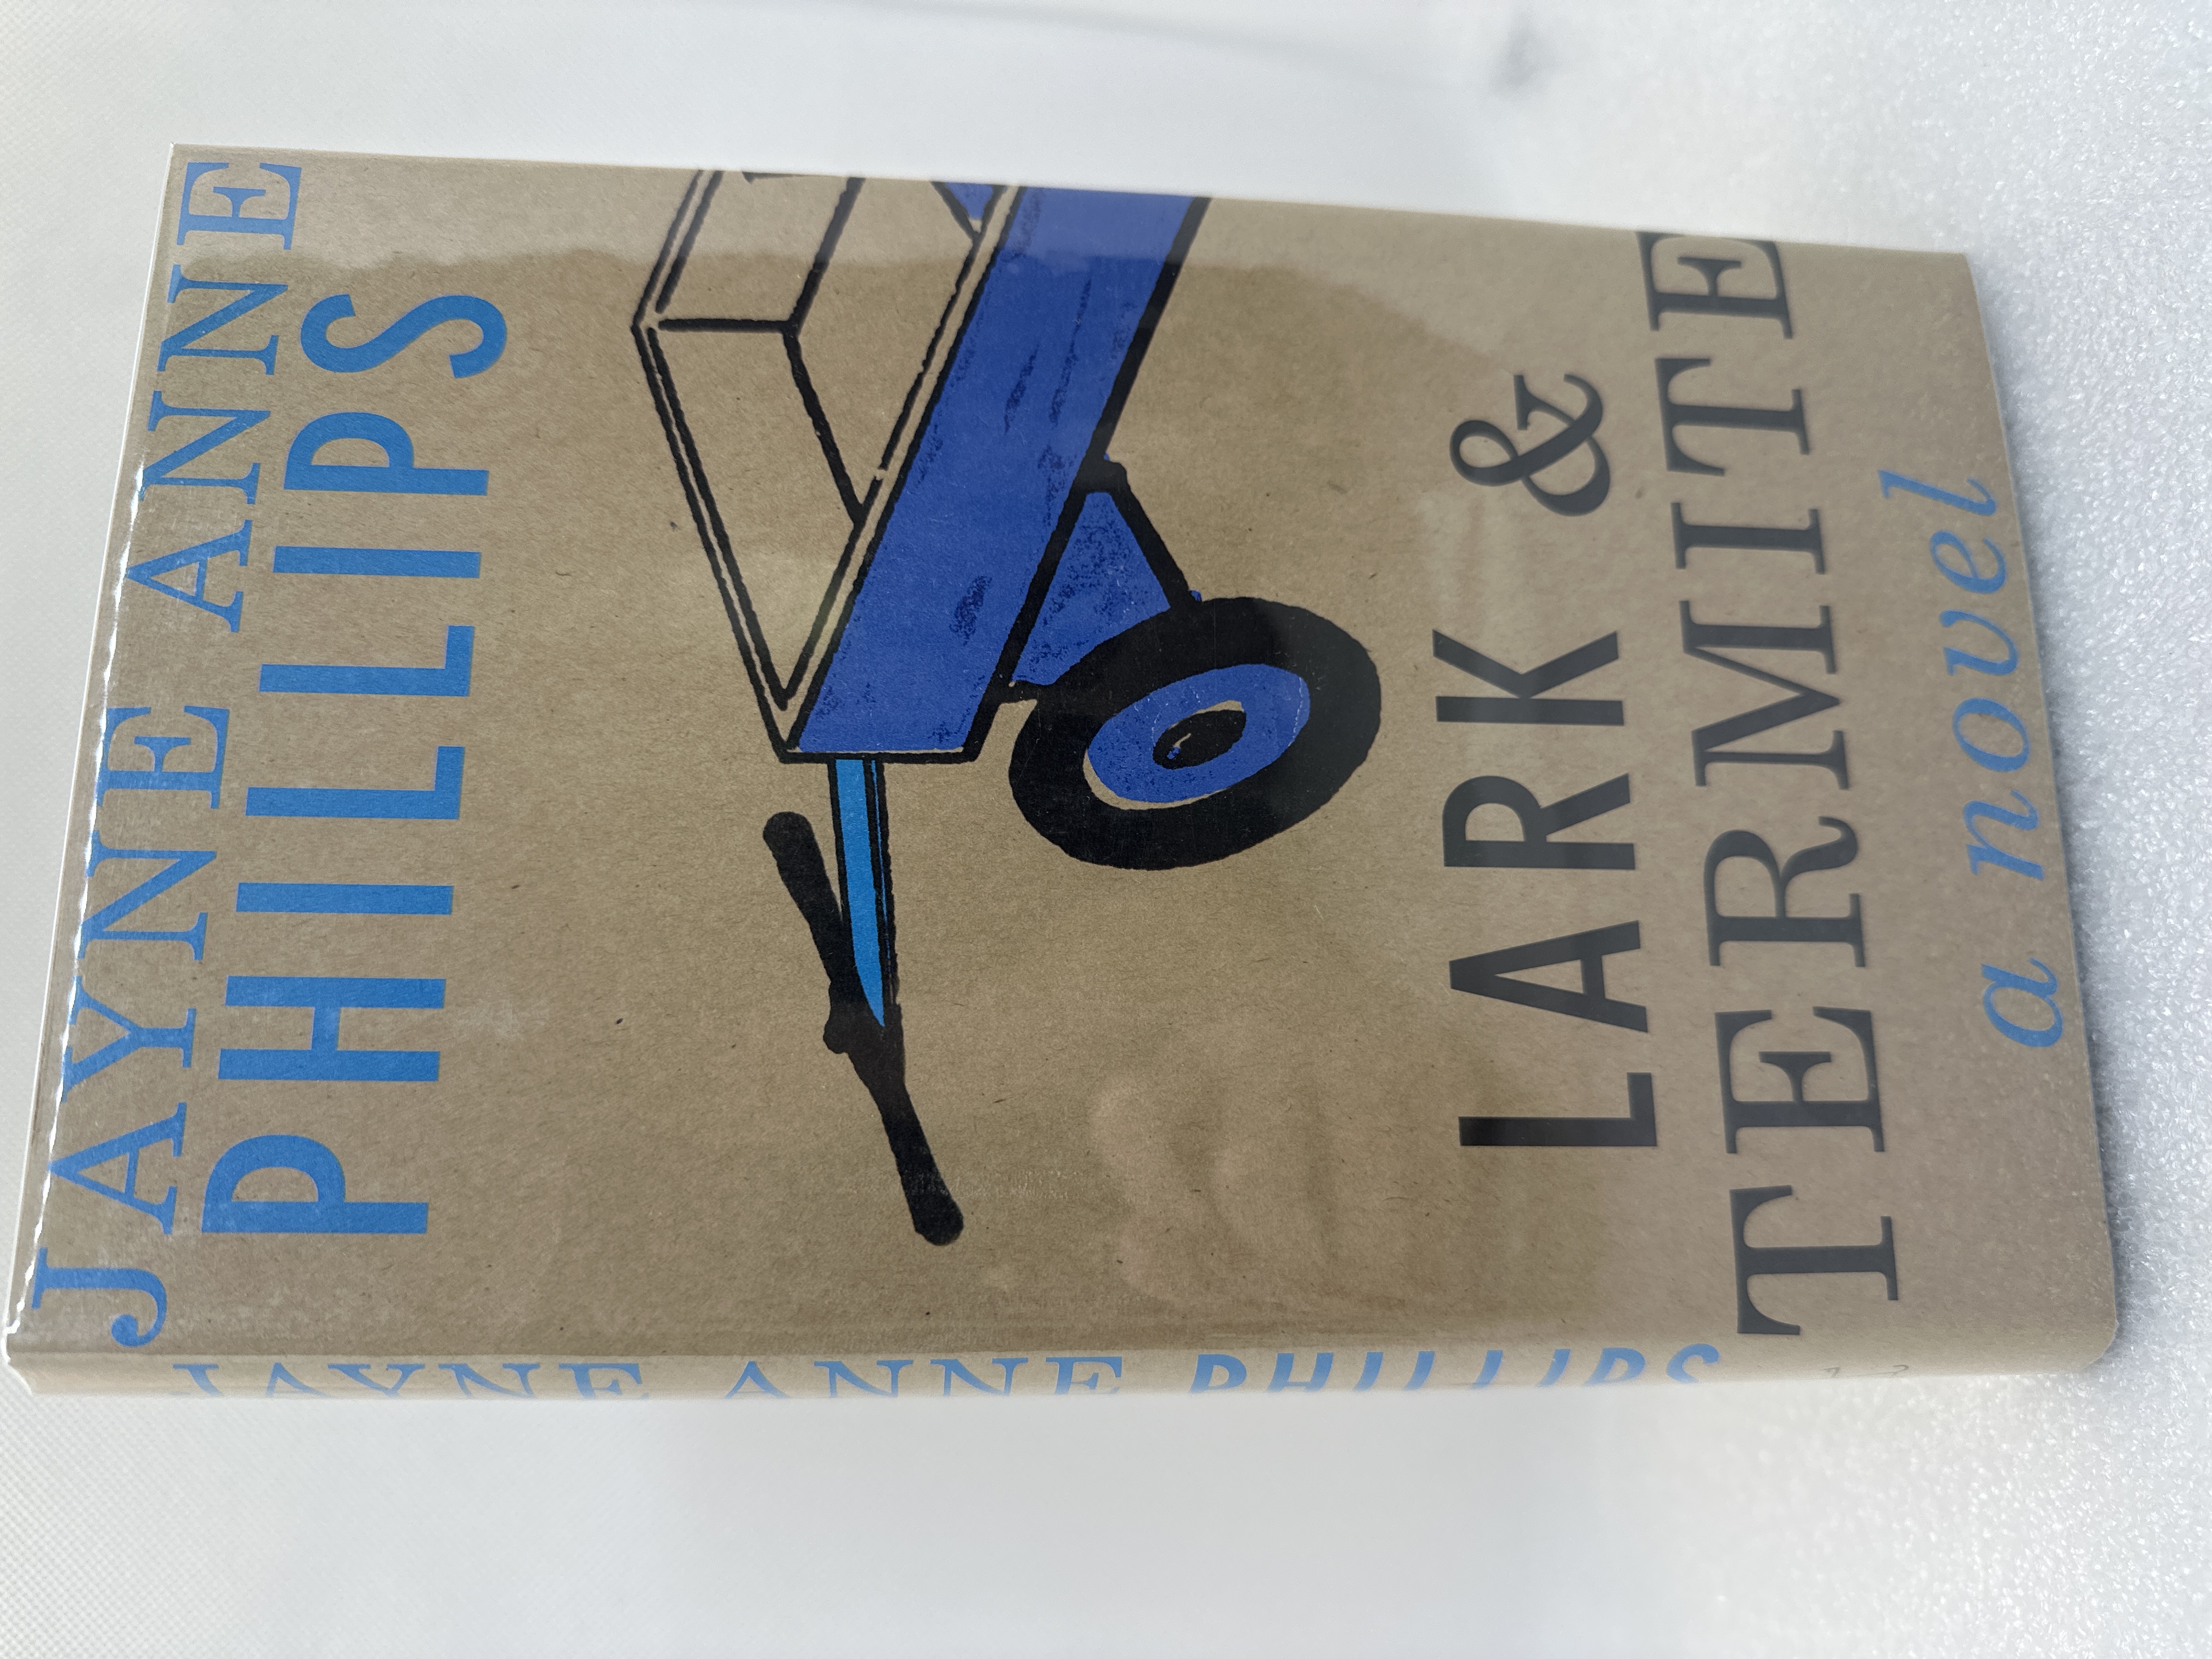 JAYNE ANNE
PHILLIPS
LARK &
TERMITE
a novel
JAYNE ANNE PHILLIPS